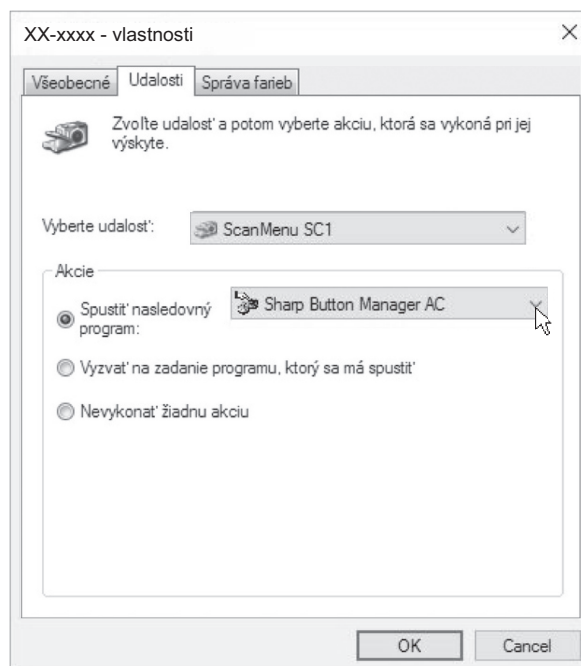 XX-xxxx - vlastnosti
Všeobecné Udalosti Správa farieb
Zvoľte udalosť a potom vyberte akciu, ktorá sa vykoná pri jej
výskyte.
Vyberte udalosť: ScanMenu SC1
Akcie
Spustiť nasledovný
program: Sharp Button Manager AC
Vyzvať na zadanie programu, ktorý sa má spustiť
Nevykonať žiadnu akciu
OK Cancel